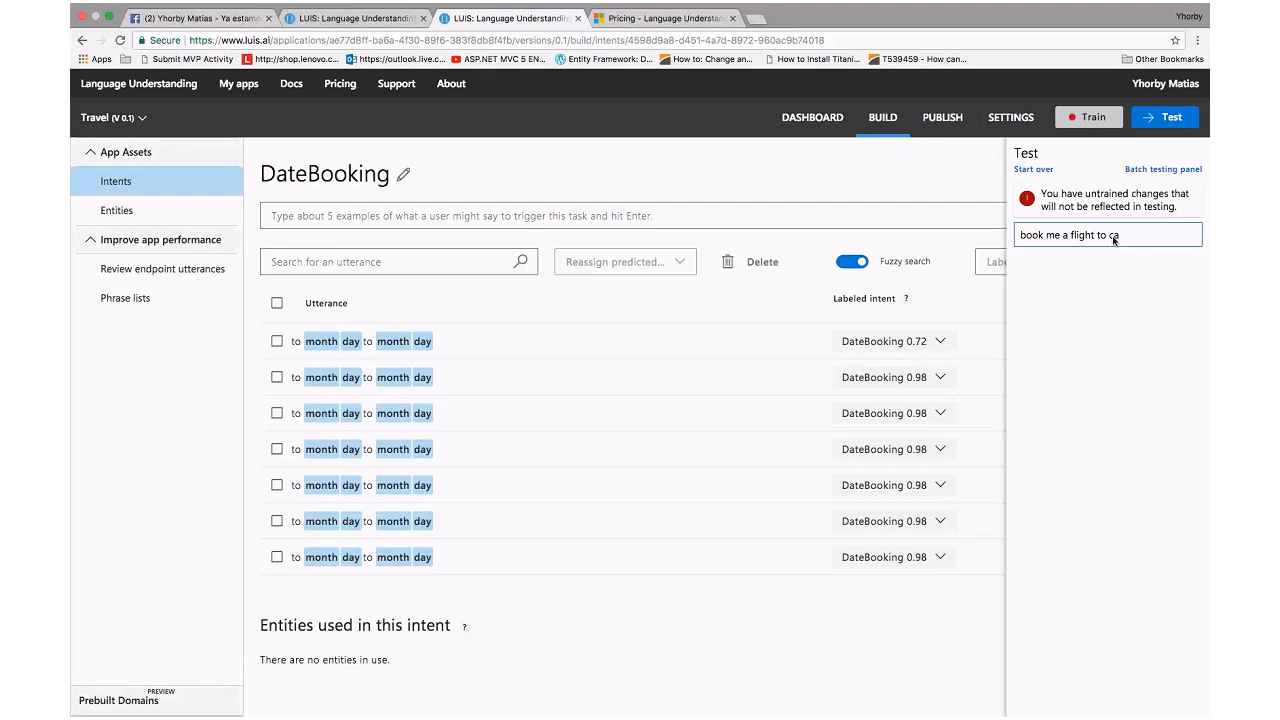 (2) Yhorby Matias - Ya estamo
LUIS: Language Understandin
LUIS: Language Understandin
Pricing - Language Understan
Yhorby
Secure
https://www.luis.ai/applications/ae77d8ff-ba6a-4f30-89f6-383f8db8f4fb/versions/0.1/build/intents/4598d9a8-d451-4a7d-8972-960ac9b74018
Apps
Submit MVP Activity
http://shop.lenovo.c...
https://outlook.live.c...
ASP.NET MVC 5 EN...
Entity Framework: D...
How to: Change an...
How to Install Titani...
T539459 - How can...
Other Bookmarks
Language Understanding
My apps
Docs
Pricing
Support
About
Yhorby Matias
Travel (V 0.1)
DASHBOARD
BUILD
PUBLISH
SETTINGS
Train
Test
App Assets
Intents
Entities
Improve app performance
Review endpoint utterances
Phrase lists
PREVIEW
Prebuilt Domains
DateBooking
Type about 5 examples of what a user might say to trigger this task and hit Enter.
Search for an utterance
Reassign predicted...
Delete
Fuzzy search
Labe
Utterance
Labeled intent ?
to month day to month day DateBooking 0.72
to month day to month day DateBooking 0.98
to month day to month day DateBooking 0.98
to month day to month day DateBooking 0.98
to month day to month day DateBooking 0.98
to month day to month day DateBooking 0.98
to month day to month day DateBooking 0.98
Entities used in this intent ?
There are no entities in use.
Test
Start over
Batch testing panel
You have untrained changes that
will not be reflected in testing.
book me a flight to ca